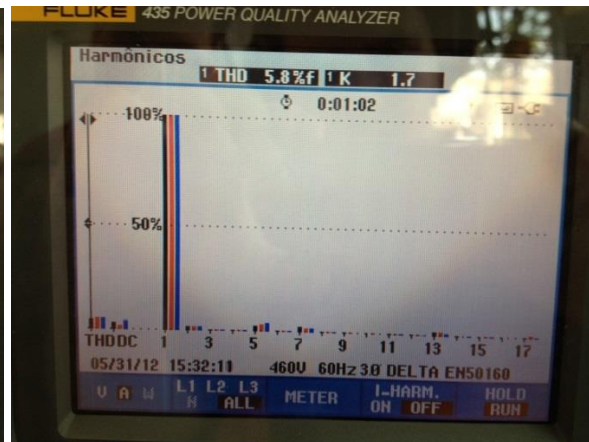 FLUKE 435 POWER QUALITY ANALYZER
Harmônicos
1 THD 5.8%f 1 K 1.7
0:01:02
100%
50%
THDDC 1 3 5 7 9 11 13 15 17
05/31/12 15:32:11 460V 60Hz 3Ø DELTA EN50160
V A W L1 L2 L3 METER I-HARM. HOLD
N ALL ON OFF RUN